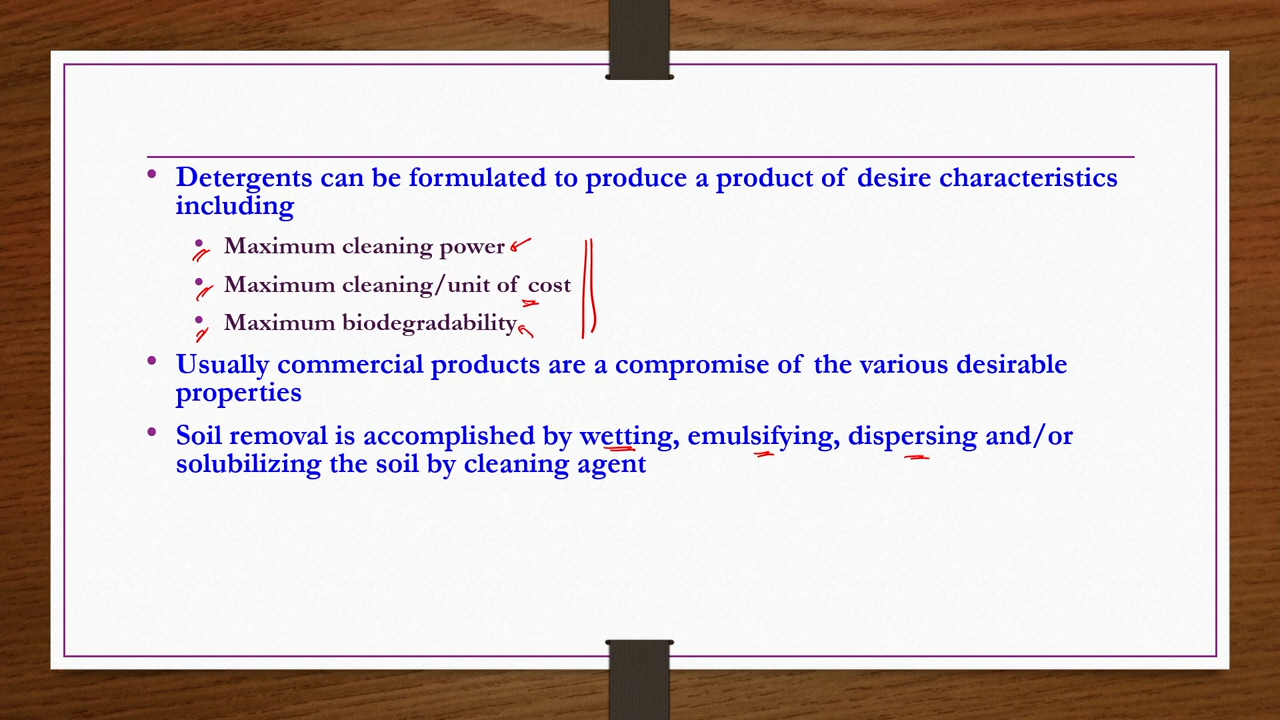 • Detergents can be formulated to produce a product of desire characteristics
including
• Maximum cleaning power
• Maximum cleaning/unit of cost
• Maximum biodegradability
• Usually commercial products are a compromise of the various desirable
properties
• Soil removal is accomplished by wetting, emulsifying, dispersing and/or
solubilizing the soil by cleaning agent